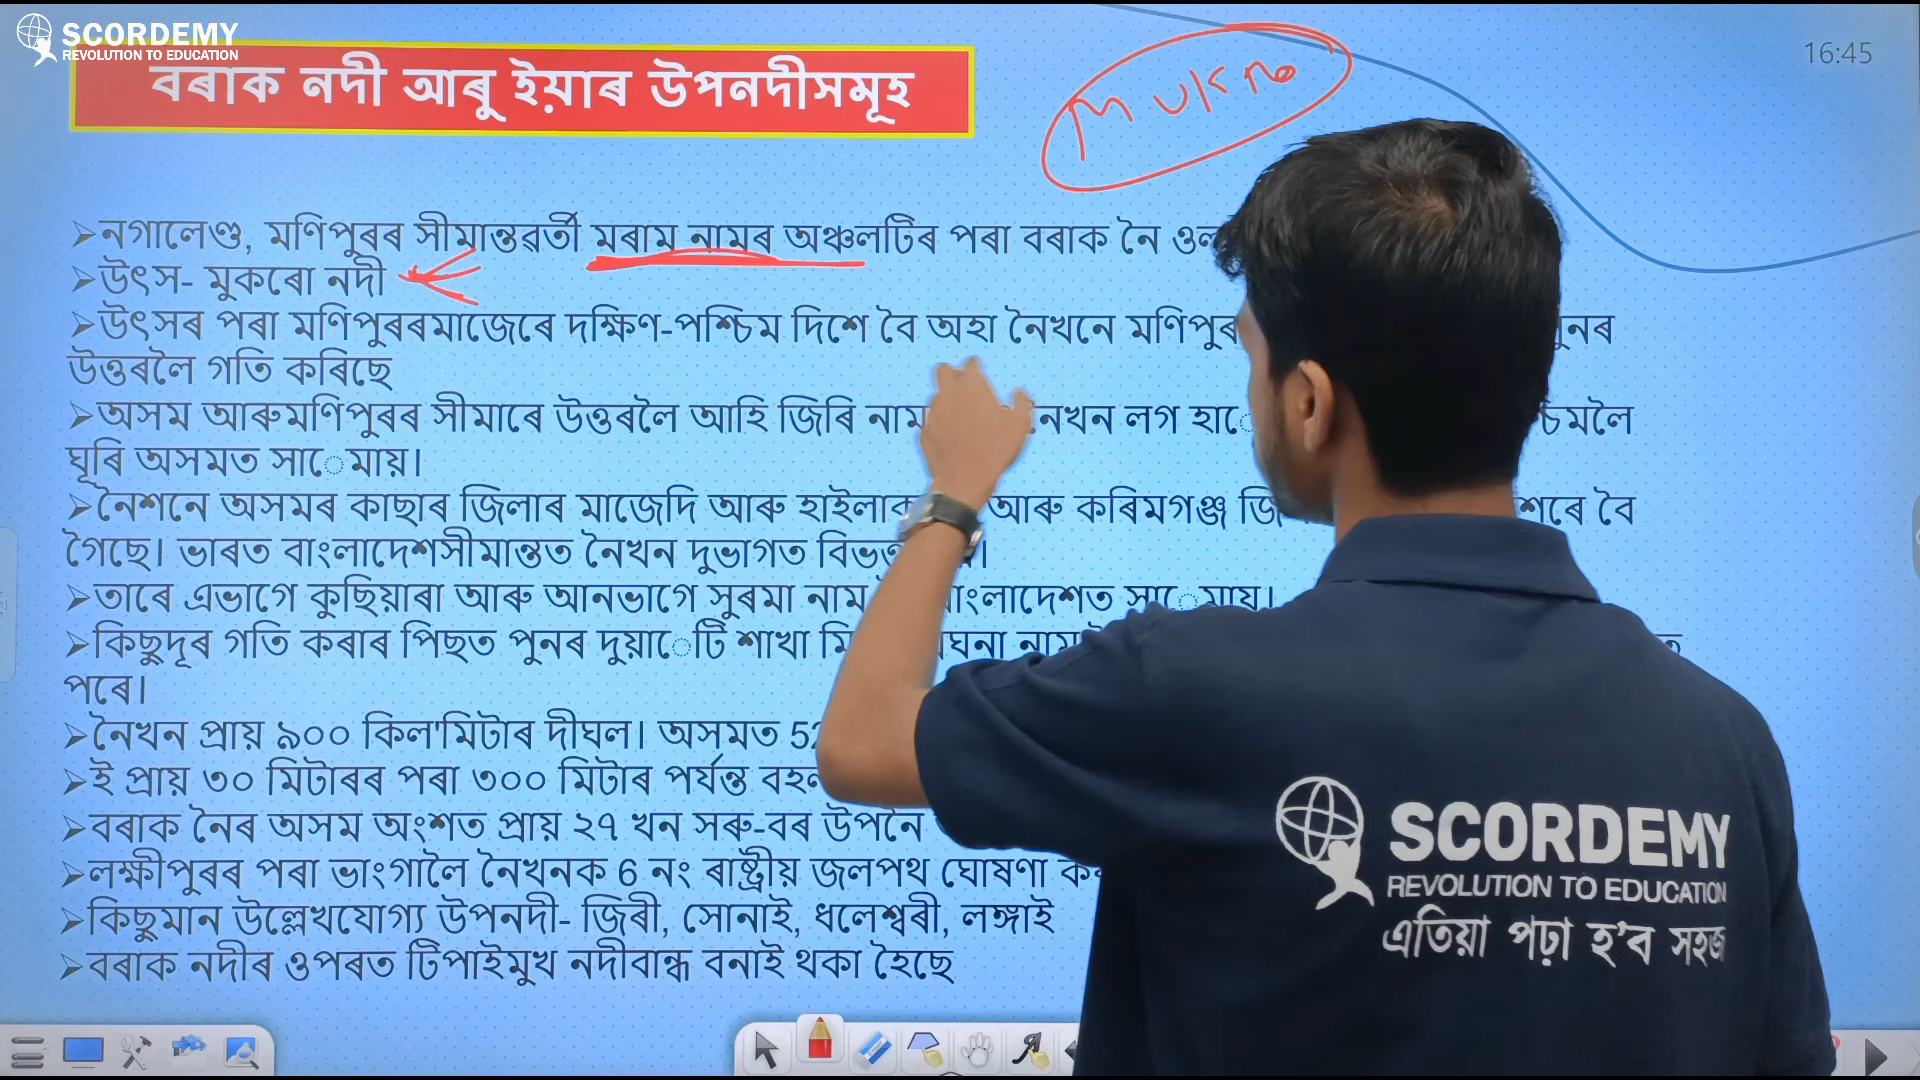 SCORDEMY
REVOLUTION TO EDUCATION
16:45
বৰাক নদী আৰু ইয়াৰ উপনদীসমূহ
➢নগালেণ্ড, মণিপুৰৰ সীমান্তৱৰ্তী মৰাম নামৰ অঞ্চলটিৰ পৰা বৰাক নৈ
➢উৎস- মুকৰো নদী
➢উৎসৰ পৰা মণিপুৰৰমাজেৰে দক্ষিণ-পশ্চিম দিশে বৈ অহা নৈখনে
উত্তৰলৈ গতি কৰিছে
➢অসম আৰুমণিপুৰৰ সীমাৰে উত্তৰলৈ আহি জিৰি লগ
ঘূৰি অসমত সা◌েমায়।
➢নৈশনে অসমৰ কাছাৰ জিলাৰ মাজেদি আৰু আৰু কৰিমগঞ্জ বৈ
গৈছে। ভাৰত বাংলাদেশসীমান্তত নৈখন দুভাগত
➢তাৰে এভাগে কুছিয়াৰা আৰু আনভাগে সুৰমা সা◌েমায়।
➢কিছুদূৰ গতি কৰাৰ পিছত পুনৰ দুয়া◌েটি শাখা
পৰে।
➢নৈখন প্ৰায় ৯০০ কিল'মিটাৰ দীঘল। অসমত
➢ই প্ৰায় ৩০ মিটাৰৰ পৰা ৩০০ মিটাৰ পৰ্যন্ত
➢বৰাক নৈৰ অসম অংশত প্ৰায় ২৭ খন সৰু-বৰ উপনৈ
➢লক্ষীপুৰৰ পৰা ভাংগালৈ নৈখনক 6 নং ৰাষ্ট্ৰীয় জলপথ ঘোষণা
➢কিছুমান উল্লেখযোগ্য উপনদী- জিৰী, সোনাই, ধলেশ্বৰী, লঙ্গাই
➢বৰাক নদীৰ ওপৰত টিপাইমুখ নদীবান্ধ বনাই থকা হৈছে
SCORDEMY
REVOLUTION TO EDUCATION
এতিয়া পঢ়া হ'ব সহজ